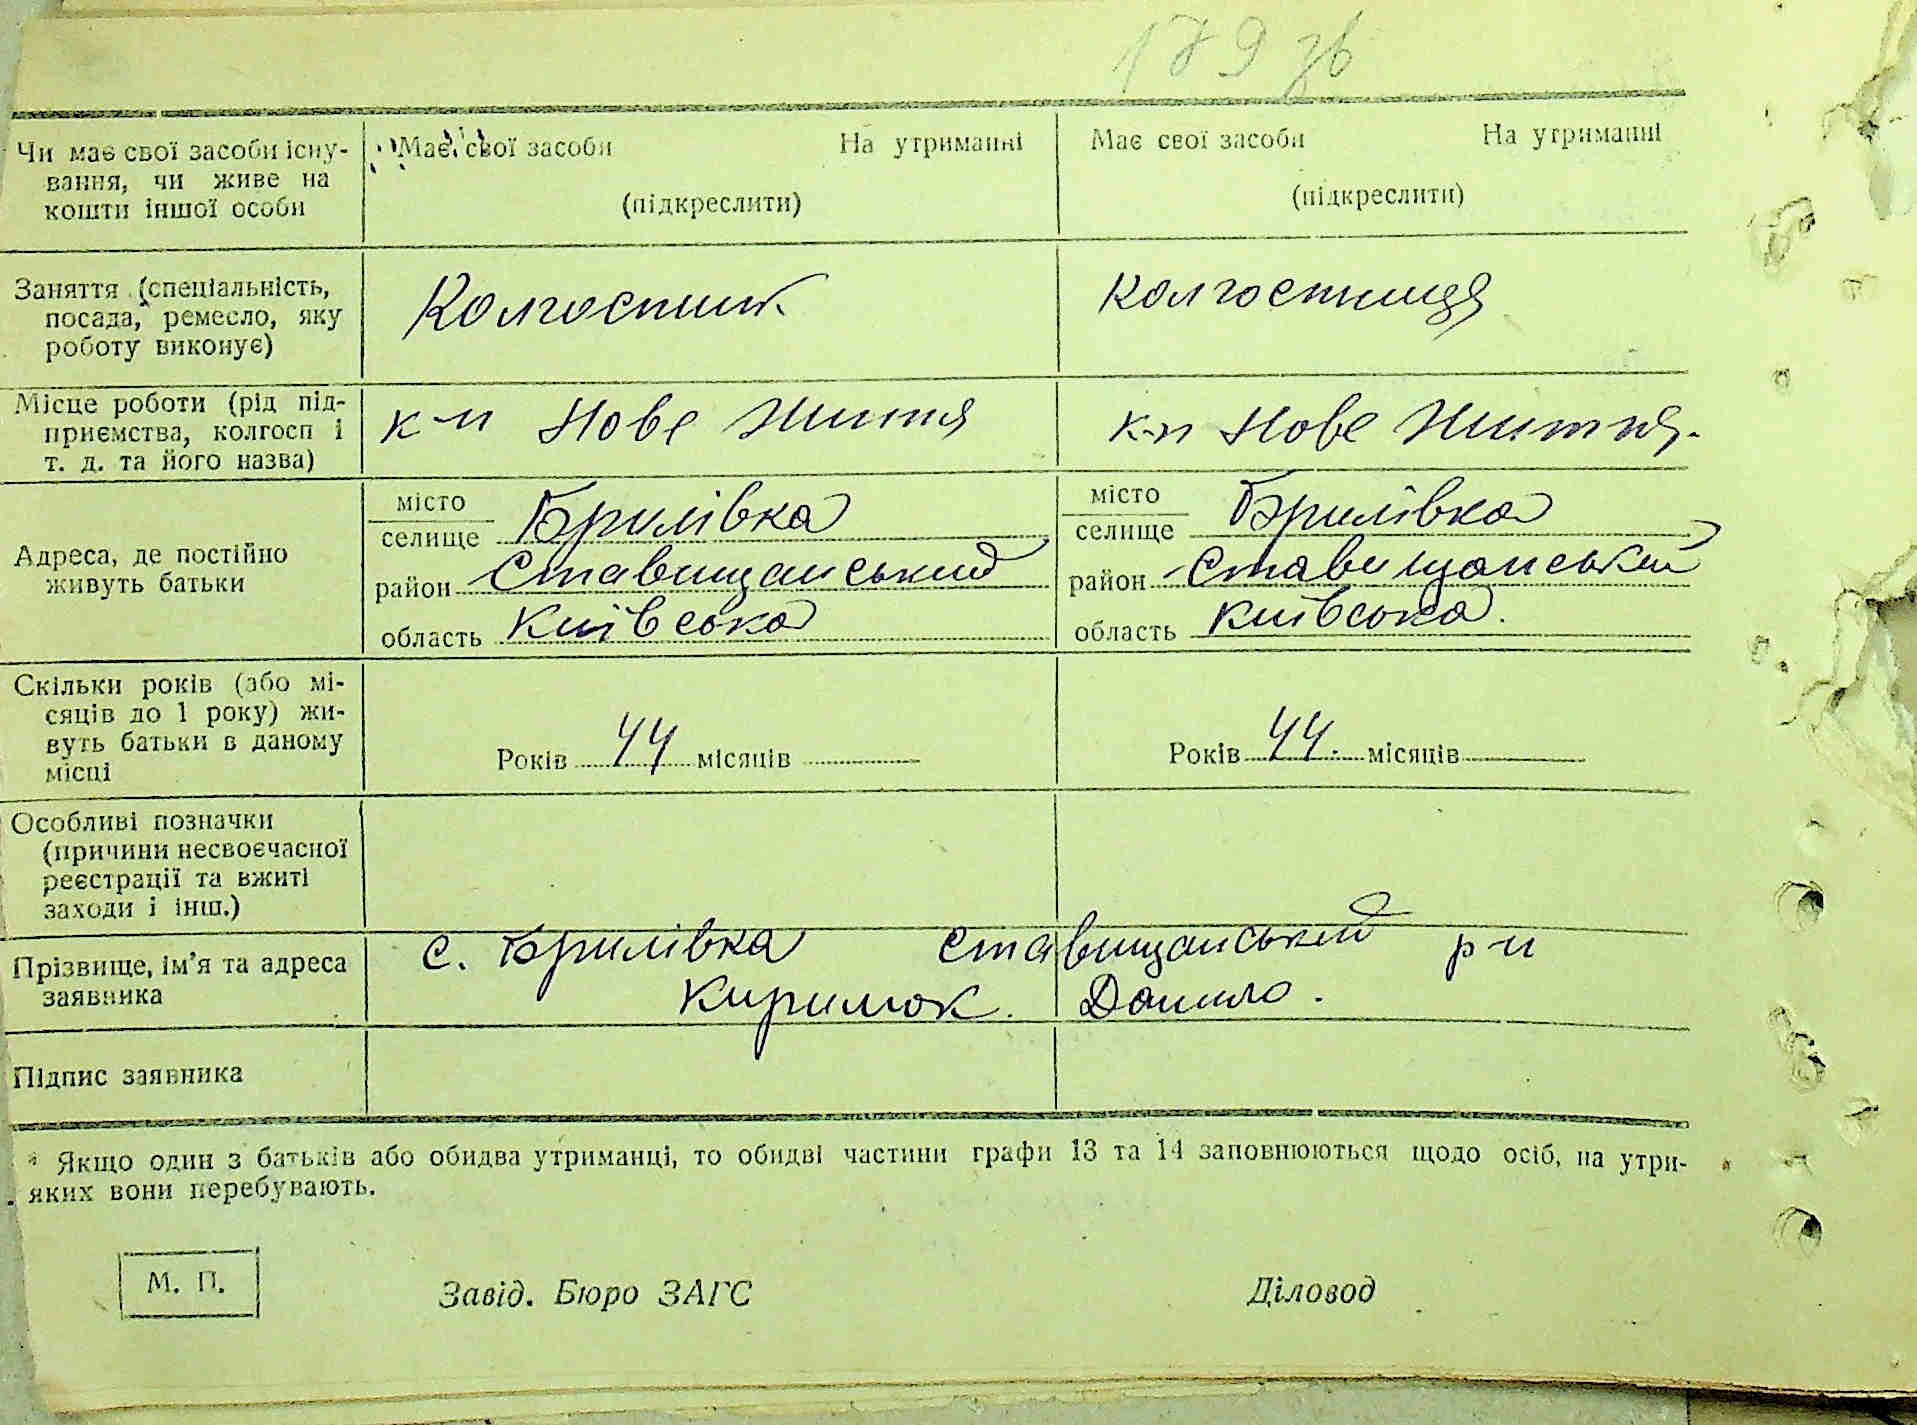 179 зв
Чи має свої засоби існу-
вання, чи живе на
кошти іншої особи
Має свої засоби На утриманні
(підкреслити)
Має свої засоби На утриманні
(підкреслити)
Заняття (спеціальність,
посада, ремесло, яку
роботу виконує)
Колгоспник
Колгоспниця
Місце роботи (рід під-
приємства, колгосп і
т. д. та його назва)
к-п Нове Життя
к-п Нове Життя.
Адреса, де постійно
живуть батьки
місто
селище Брилівка
район Ставищанський
область Київська
місто
селище Брилівка
район Ставищанський
область Київська.
Скільки років (або мі-
сяців до 1 року) жи-
вуть батьки в даному
місці
Років 44 місяців
Років 44. місяців
Особливі позначки
(причини несвоєчасної
реєстрації та вжиті
заходи і інш.)
Прізвище, ім'я та адреса
заявника
с. Брилівка Ставищанський р-н
Данило.
Підпис заявника
* Якщо один з батьків або обидва утриманці, то обидві частини графи 13 та 14 заповнюються щодо осіб, на утри-
яких вони перебувають.
М. П.
Завід. Бюро ЗАГС
Діловод